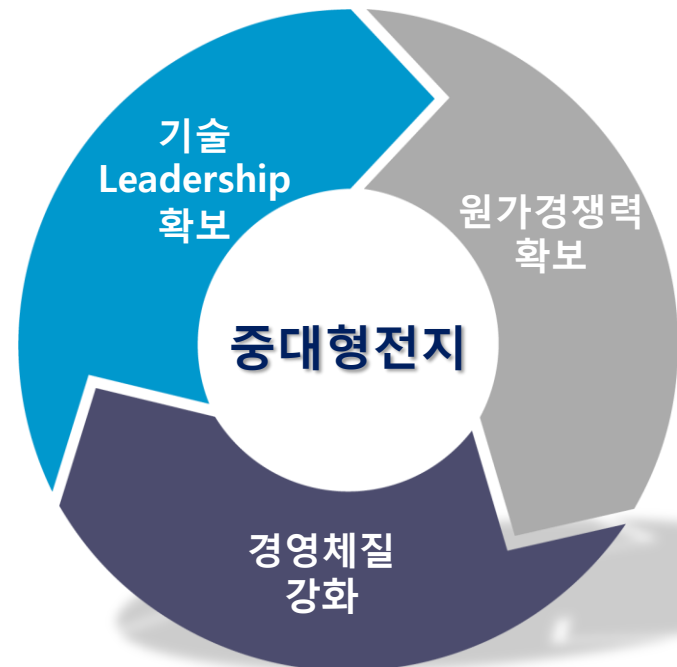 기술
Leadership
확보
원가경쟁력
확보
중대형전지
경영체질
강화